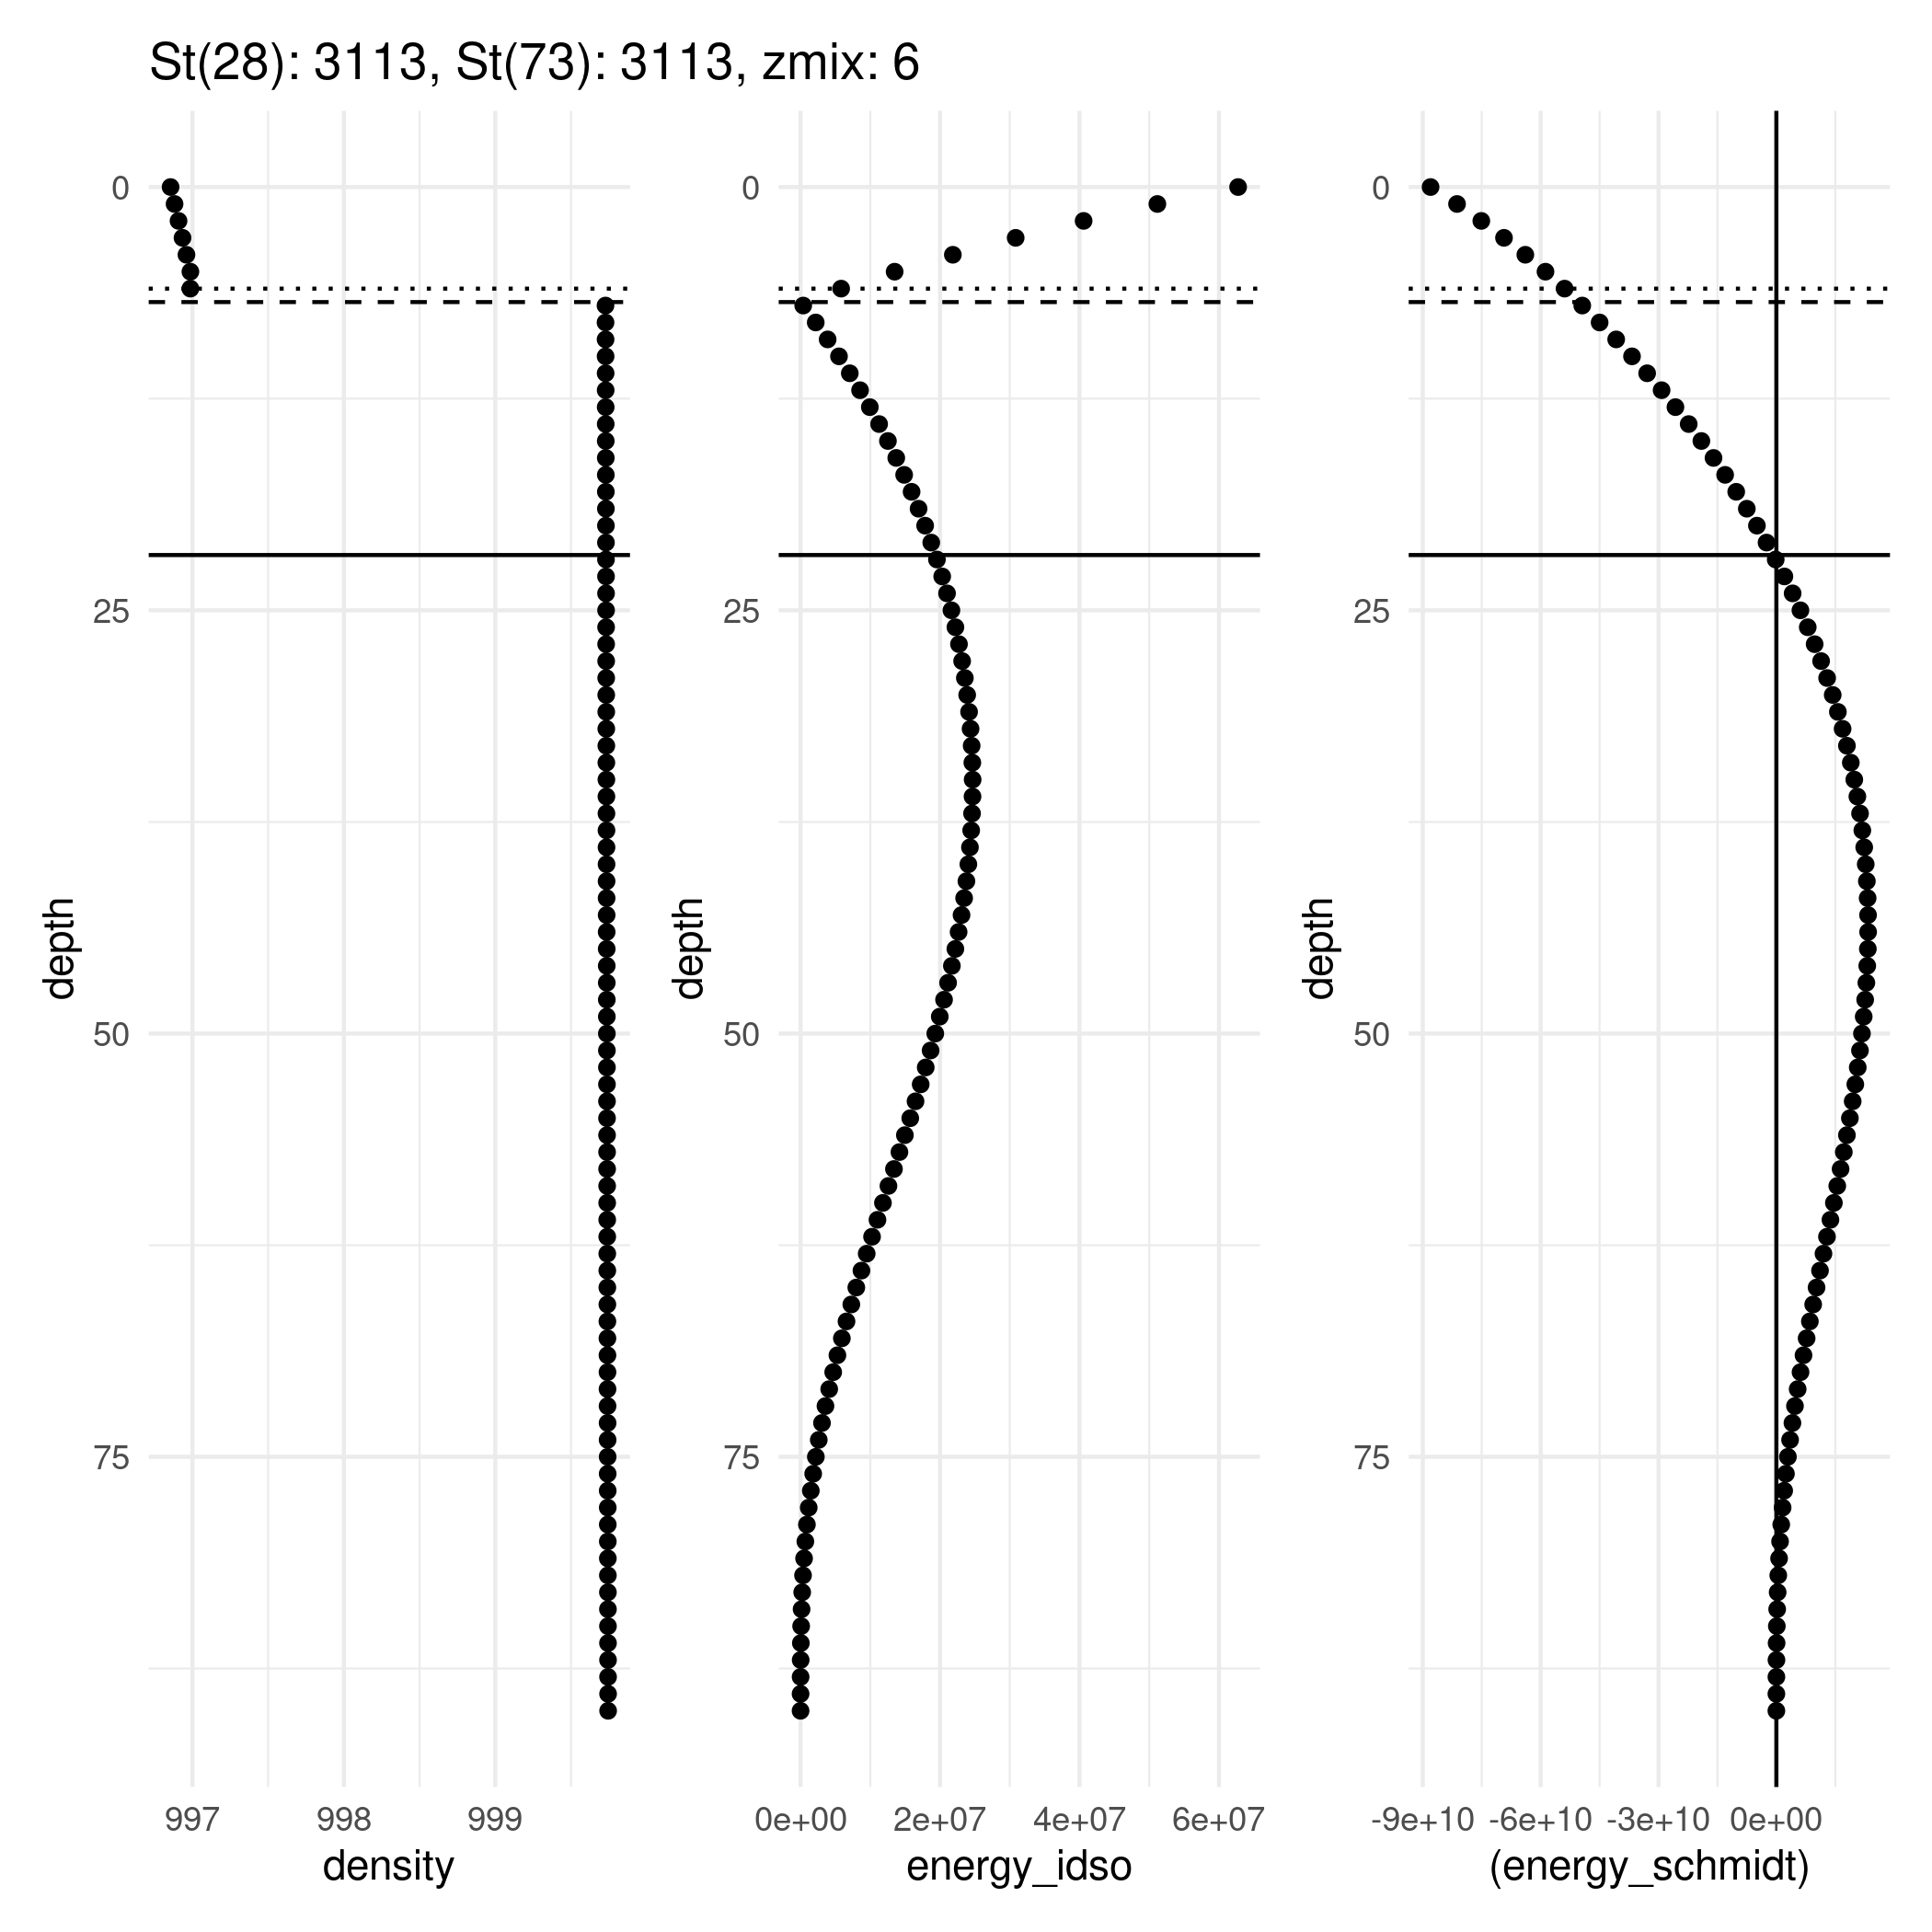 St(28): 3113, St(73): 3113, zmix: 6
0
25
50
75
depth
997 998 999
density
0
25
50
75
depth
0e+00 2e+07 4e+07 6e+07
energy_idso
0
25
50
75
depth
-9e+10 -6e+10 -3e+10 0e+00
(energy_schmidt)